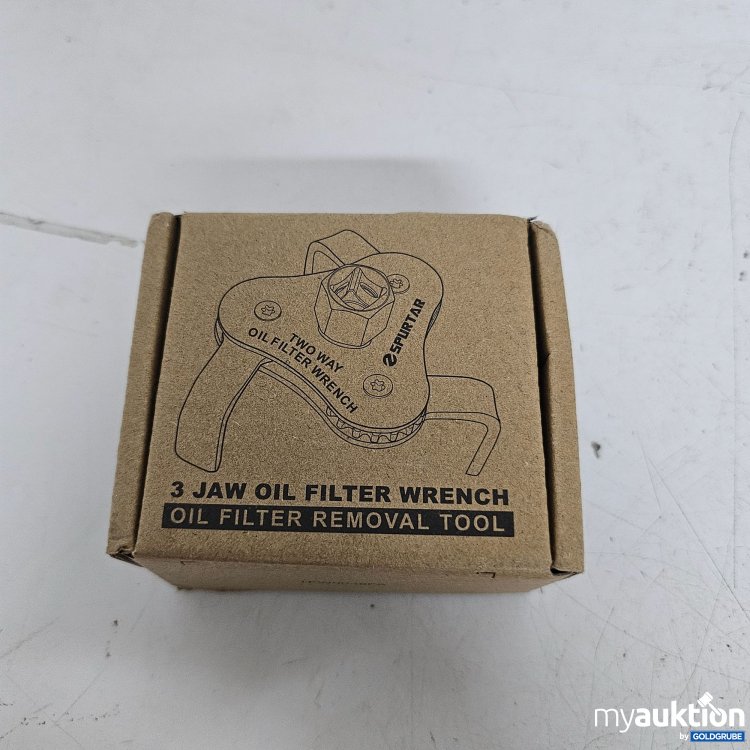 TWO WAY
OIL FILTER WRENCH
SPURTAR
3 JAW OIL FILTER WRENCH
OIL FILTER REMOVAL TOOL
myauktion
by GOLDGRUBE